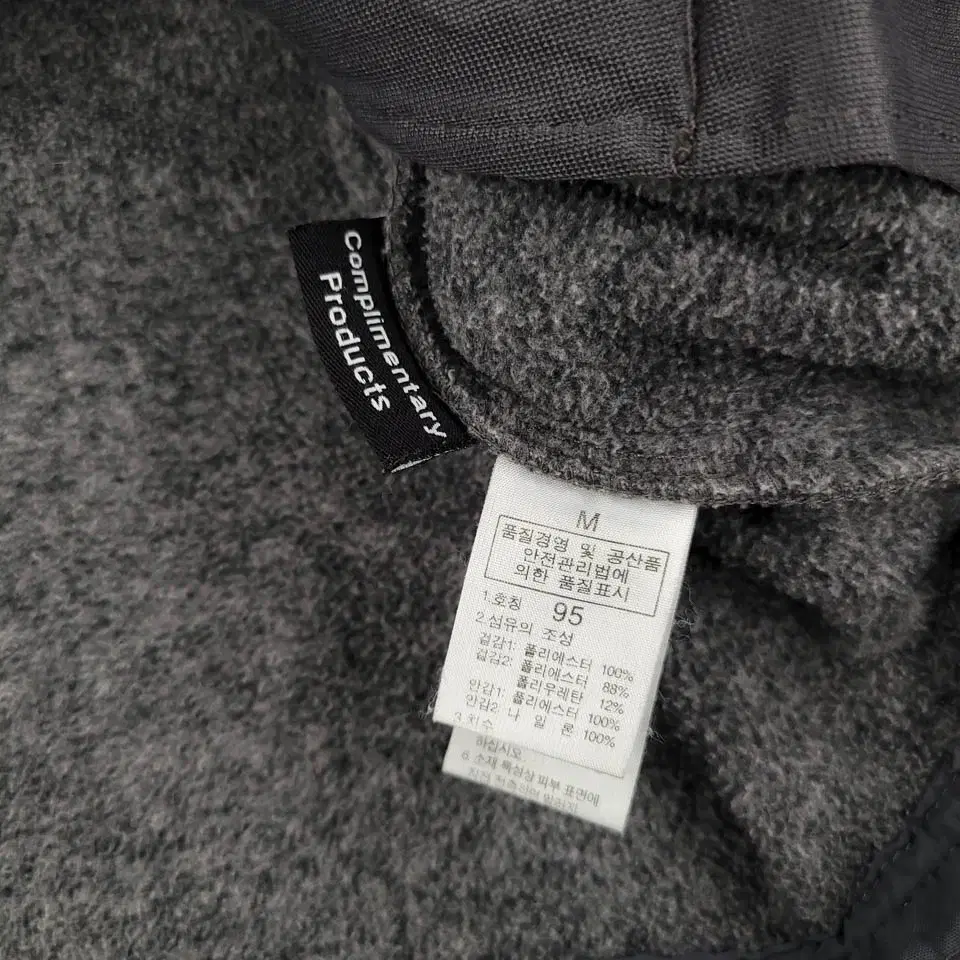 Complimentary
Products
M
품질경영 및 공산품
안전관리법에
의한 품질표시
1.호칭 95
2.섬유의 조성
겉감1: 폴리에스터 100%
겉감2: 폴리에스터 88%
폴리우레탄 12%
안감1: 폴리에스터 100%
안감2: 나 일 론 100%
3.치수
하십시오.
6. 소재 특성상 피부 표면에